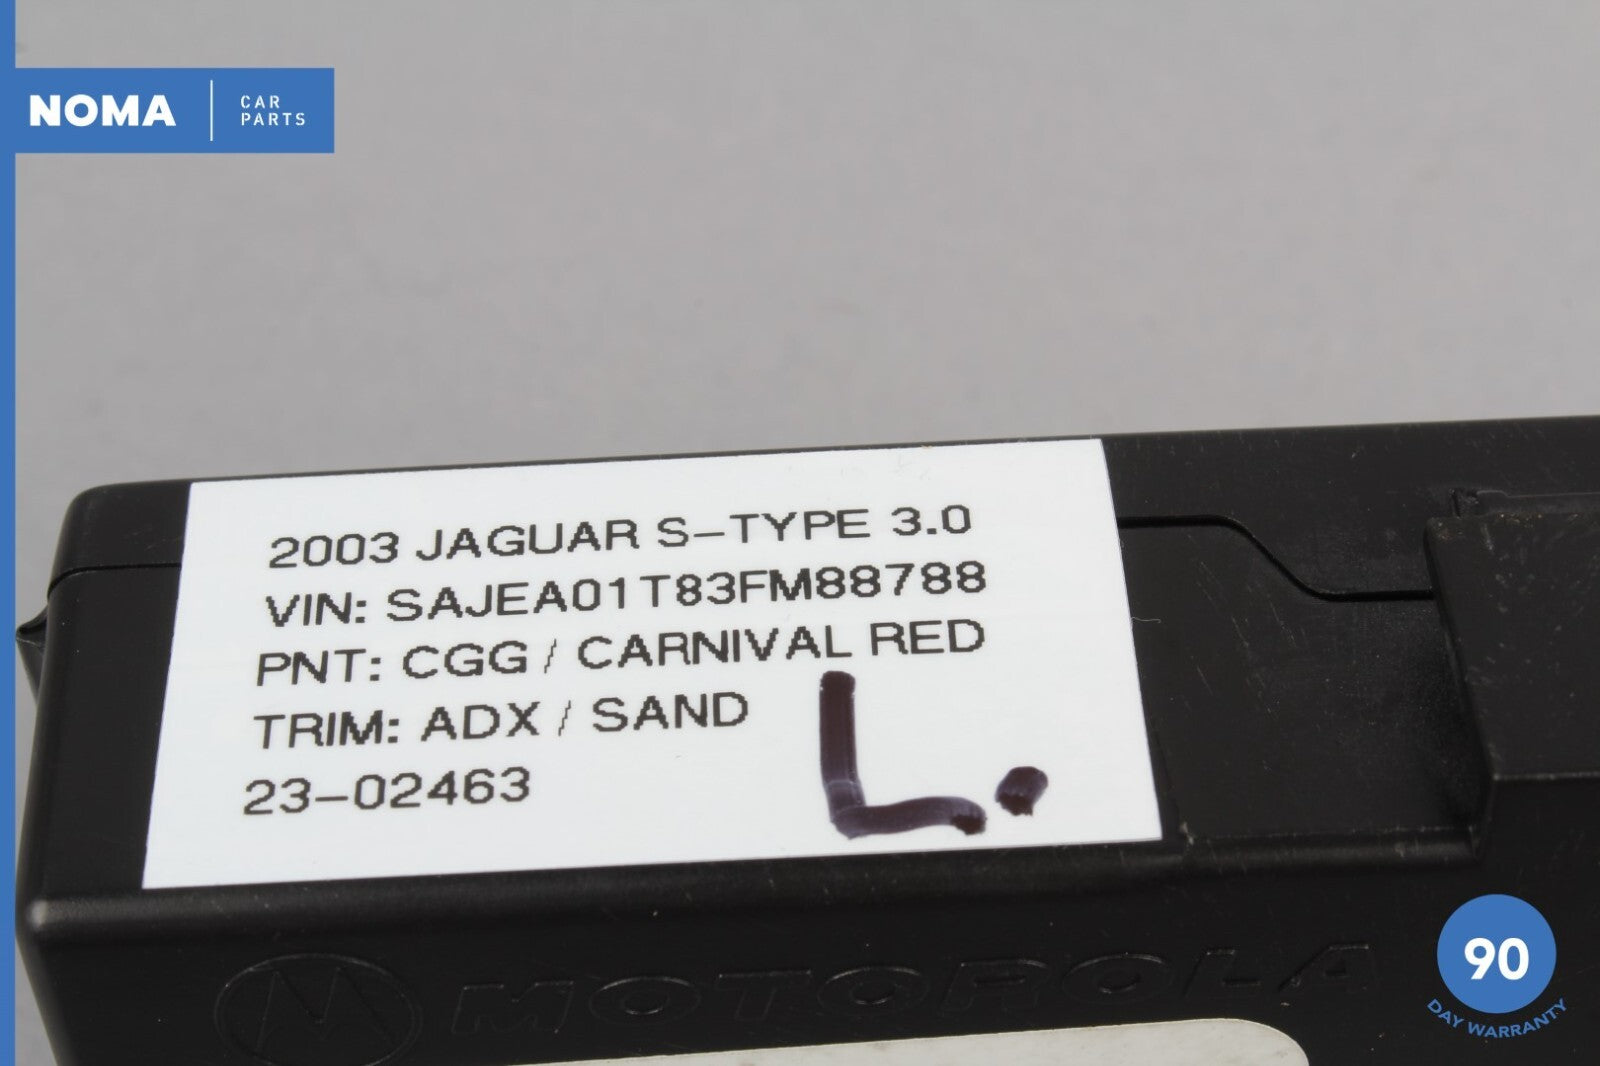 NOMA
CAR
PARTS
2003 JAGUAR S-TYPE 3.0
VIN: SAJEA01T83FM88788
PNT: CGG / CARNIVAL RED
TRIM: ADX / SAND
23-02463
L.
MOTOROLA
90
DAY WARRANTY